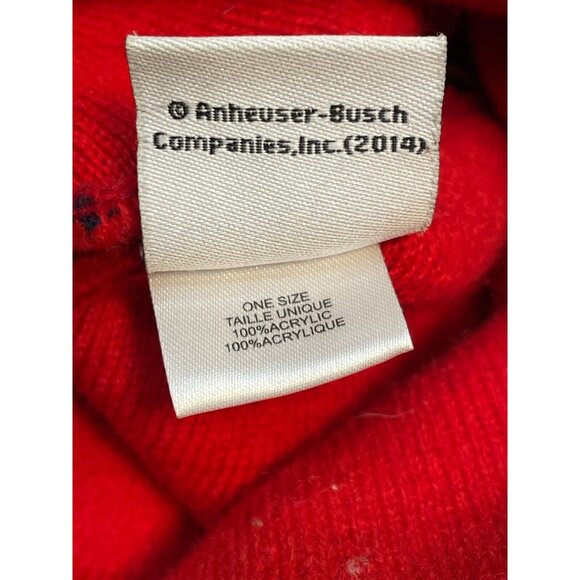 © Anheuser-Busch
Companies,Inc.(2014)
ONE SIZE
TAILLE UNIQUE
100%ACRYLIC
100%ACRYLIQUE